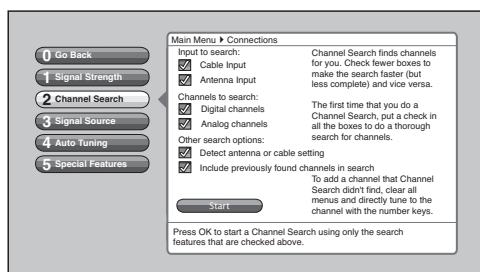 Main Menu ▸ Connections
0 Go Back
1 Signal Strength
2 Channel Search
3 Signal Source
4 Auto Tuning
5 Special Features
Input to search:
Cable Input
Antenna Input
Channels to search:
Digital channels
Analog channels
Other search options:
Detect antenna or cable setting
Include previously found channels in search
Start
Channel Search finds channels
for you. Check fewer boxes to
make the search faster (but
less complete) and vice versa.
The first time that you do a
Channel Search, put a check in
all the boxes to do a thorough
search for channels.
To add a channel that Channel
Search didn't find, clear all
menus and directly tune to the
channel with the number keys.
Press OK to start a Channel Search using only the search
features that are checked above.